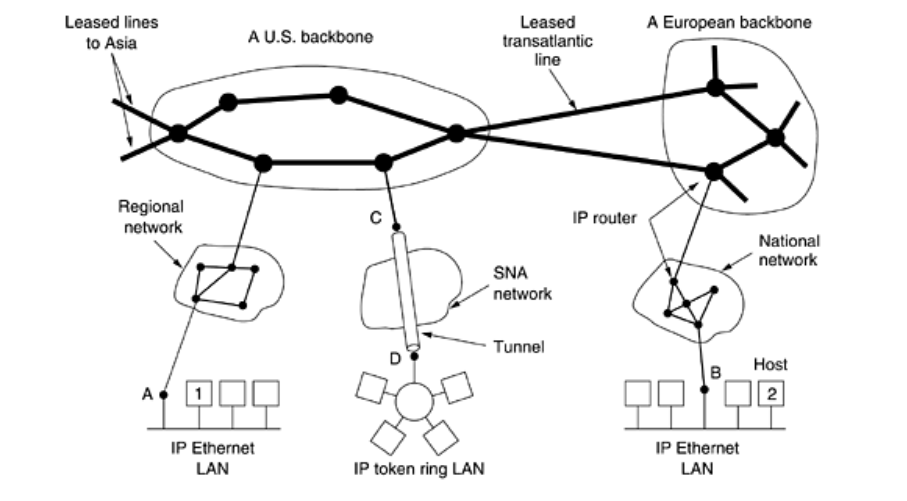 Leased lines
to Asia
A U.S. backbone
Leased
transatlantic
line
A European backbone
Regional
network
C
IP router
National
network
SNA
network
Tunnel
D
A
1
B
Host
2
IP Ethernet
LAN
IP token ring LAN
IP Ethernet
LAN